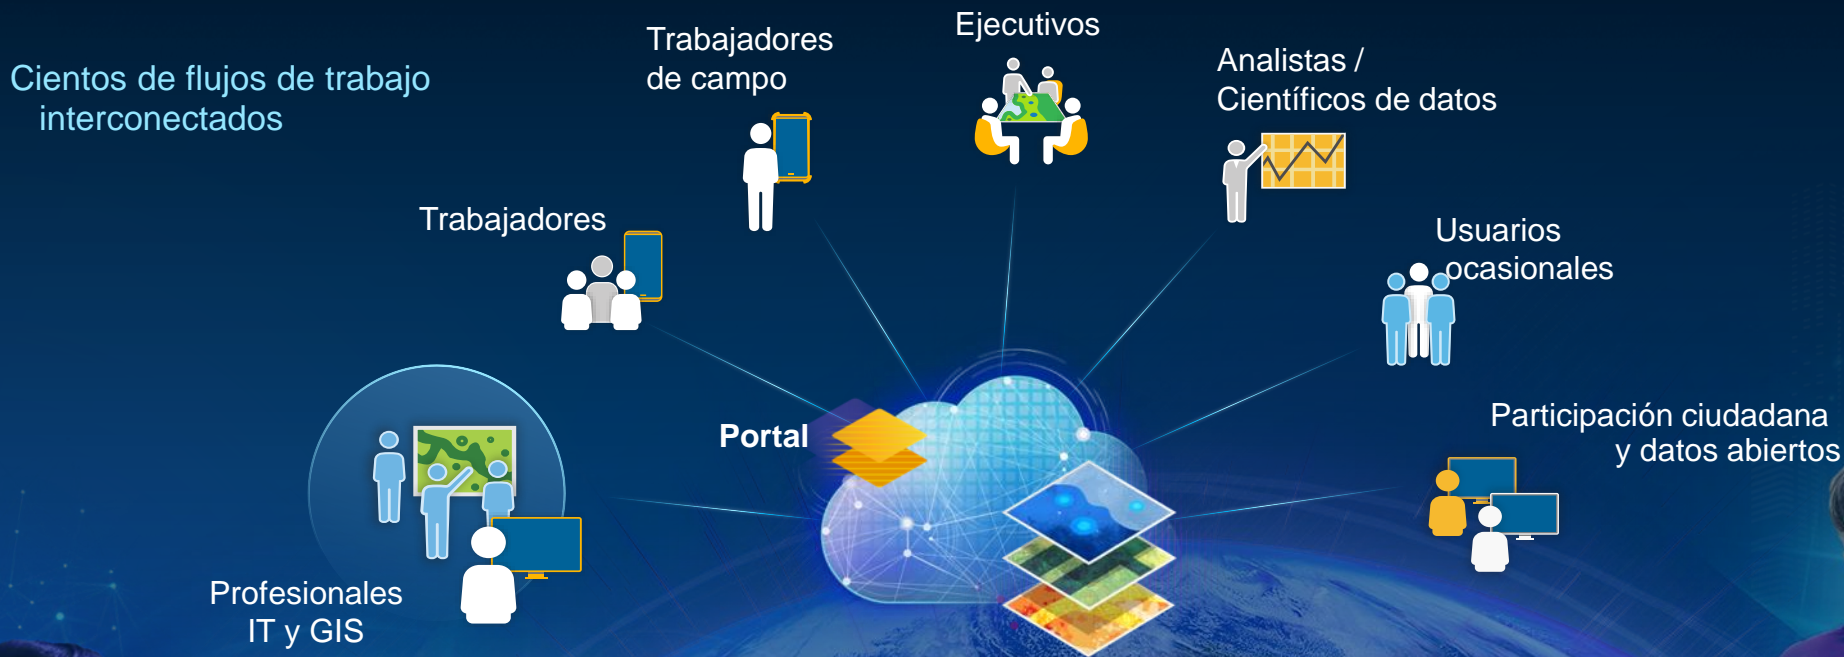 Cientos de flujos de trabajo
interconectados
Trabajadores
de campo
Ejecutivos
Analistas /
Científicos de datos
Trabajadores
Usuarios
ocasionales
Portal
Participación ciudadana
y datos abiertos
Profesionales
IT y GIS